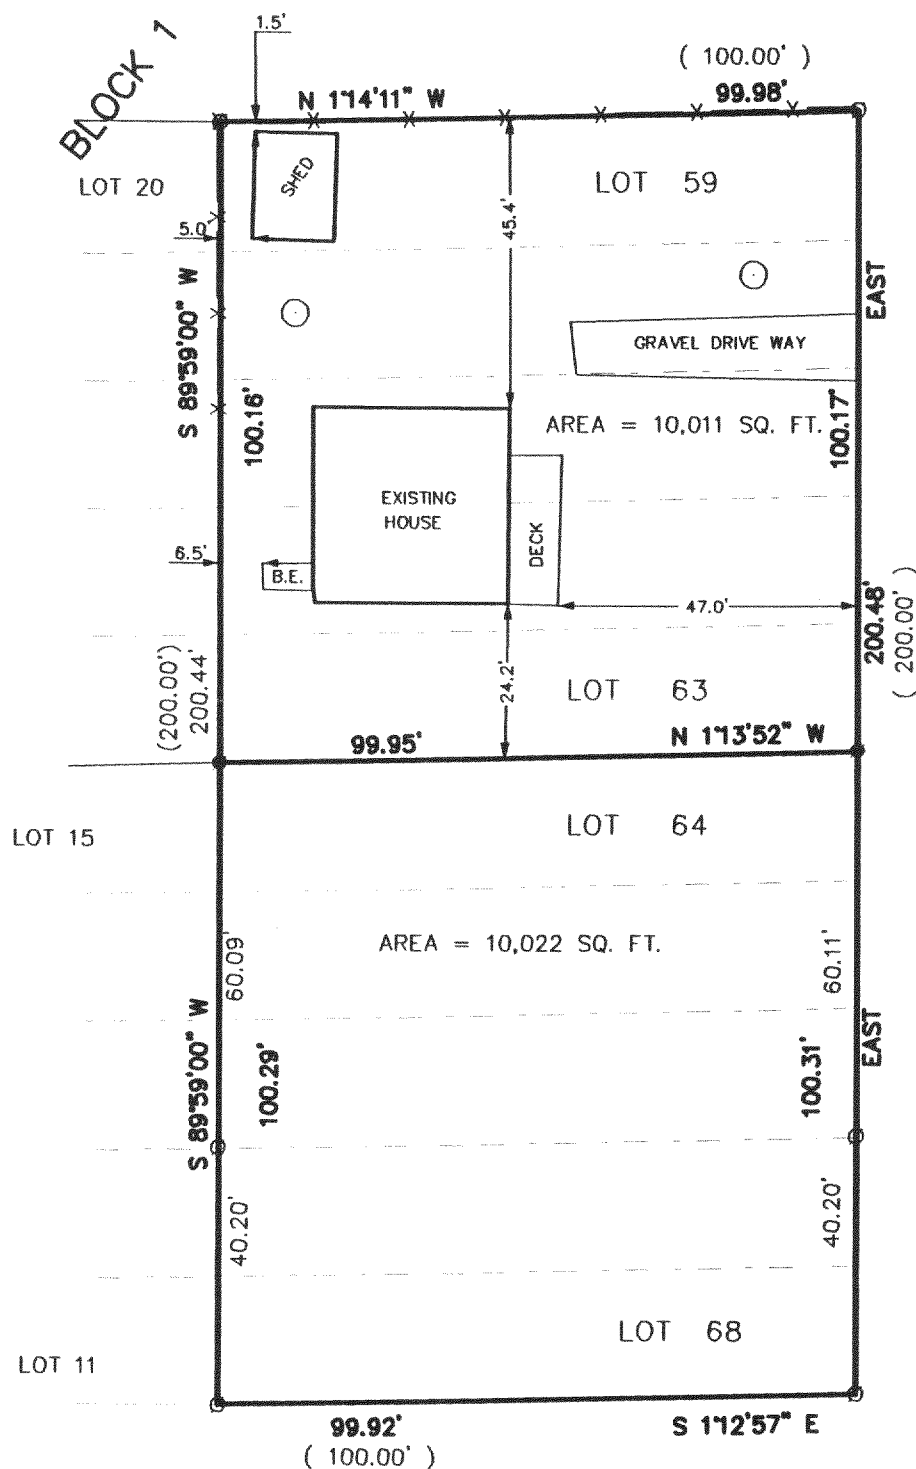 1.5'
BLOCK 1
( 100.00' )
N 1°14'11" W
99.98'
LOT 20
SHED
LOT 59
45.4'
5.0'
S 89°59'00" W
EAST
GRAVEL DRIVE WAY
100.16'
AREA = 10,011 SQ. FT.
100.17'
EXISTING
HOUSE
DECK
6.5'
B.E.
47.0'
200.48'
( 200.00' )
(200.00')
200.44'
24.2'
LOT 63
99.95'
N 1°13'52" W
LOT 15
LOT 64
AREA = 10,022 SQ. FT.
60.09'
60.11'
S 89°59'00" W
100.29'
100.31'
EAST
40.20'
40.20'
LOT 68
LOT 11
99.92'
( 100.00' )
S 1°12'57" E